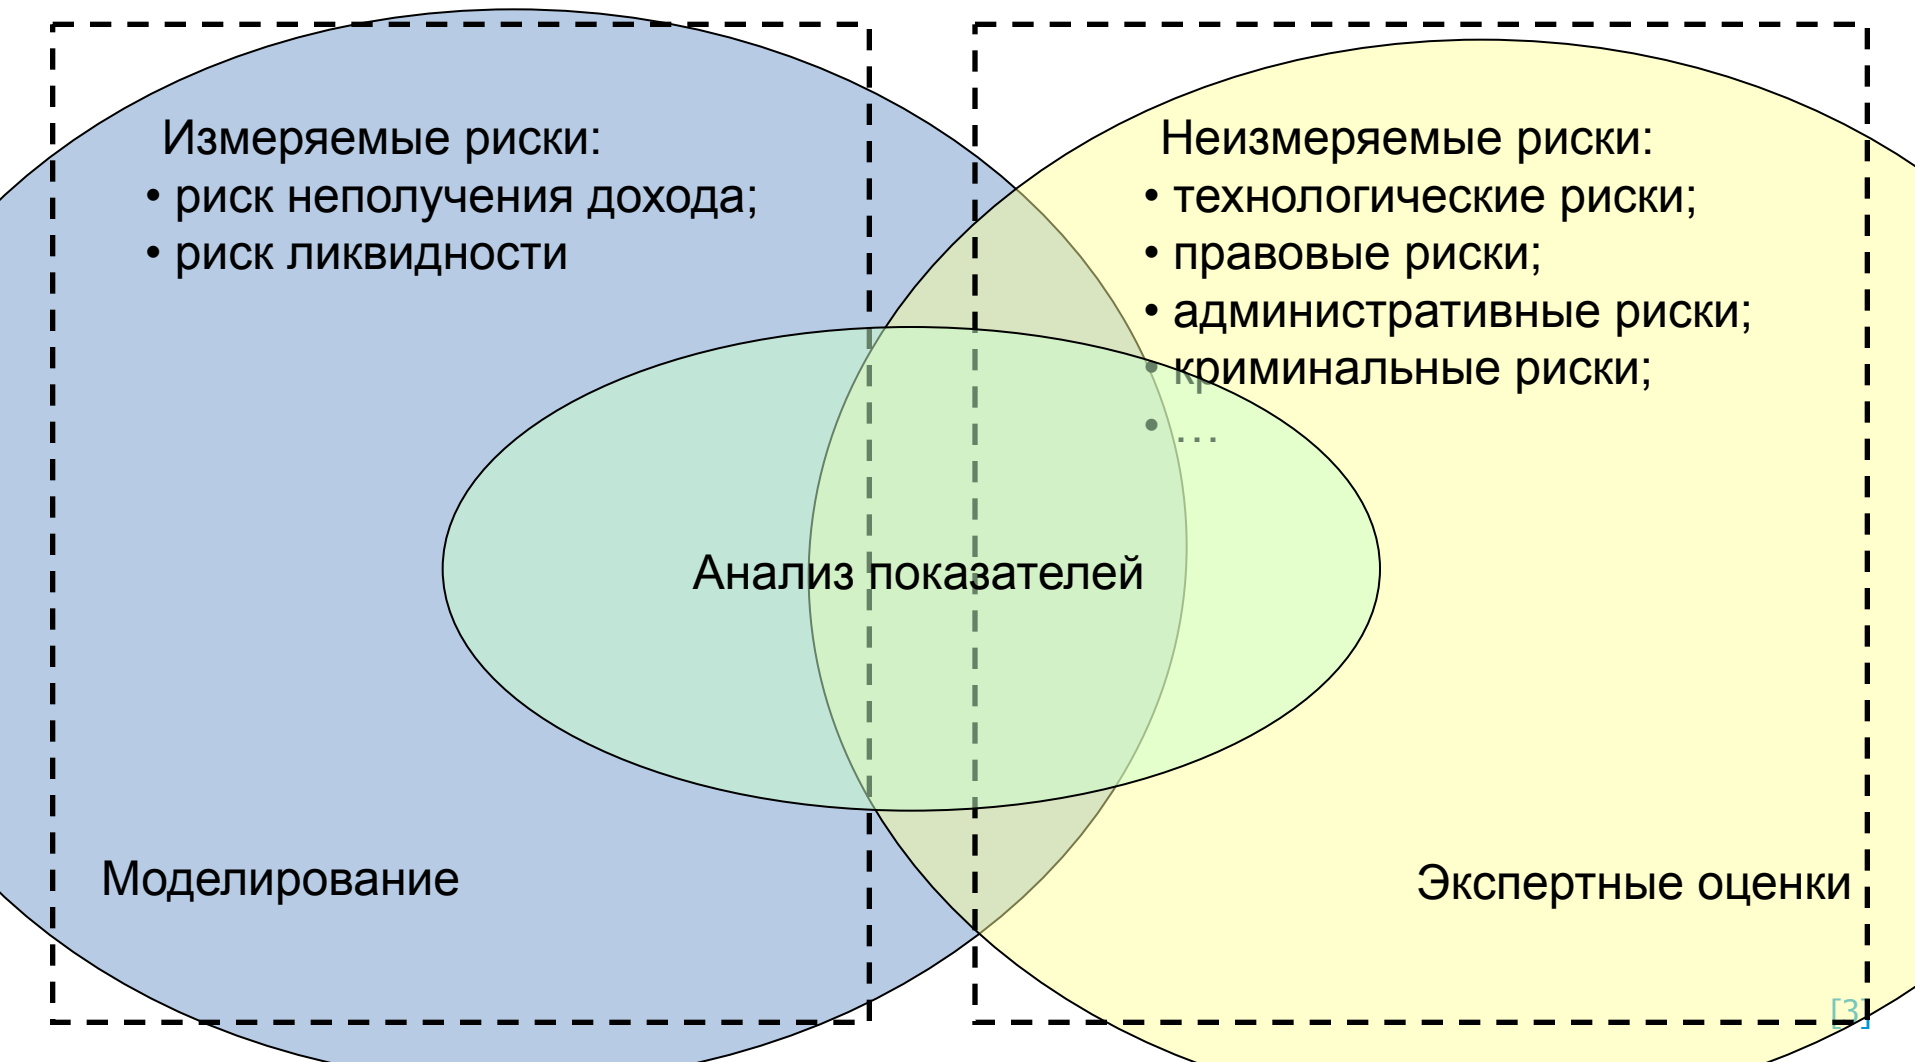 Измеряемые риски:
• риск неполучения дохода;
• риск ликвидности
Неизмеряемые риски:
• технологические риски;
• правовые риски;
• административные риски;
• криминальные риски;
• …
Анализ показателей
Моделирование
Экспертные оценки
[3]